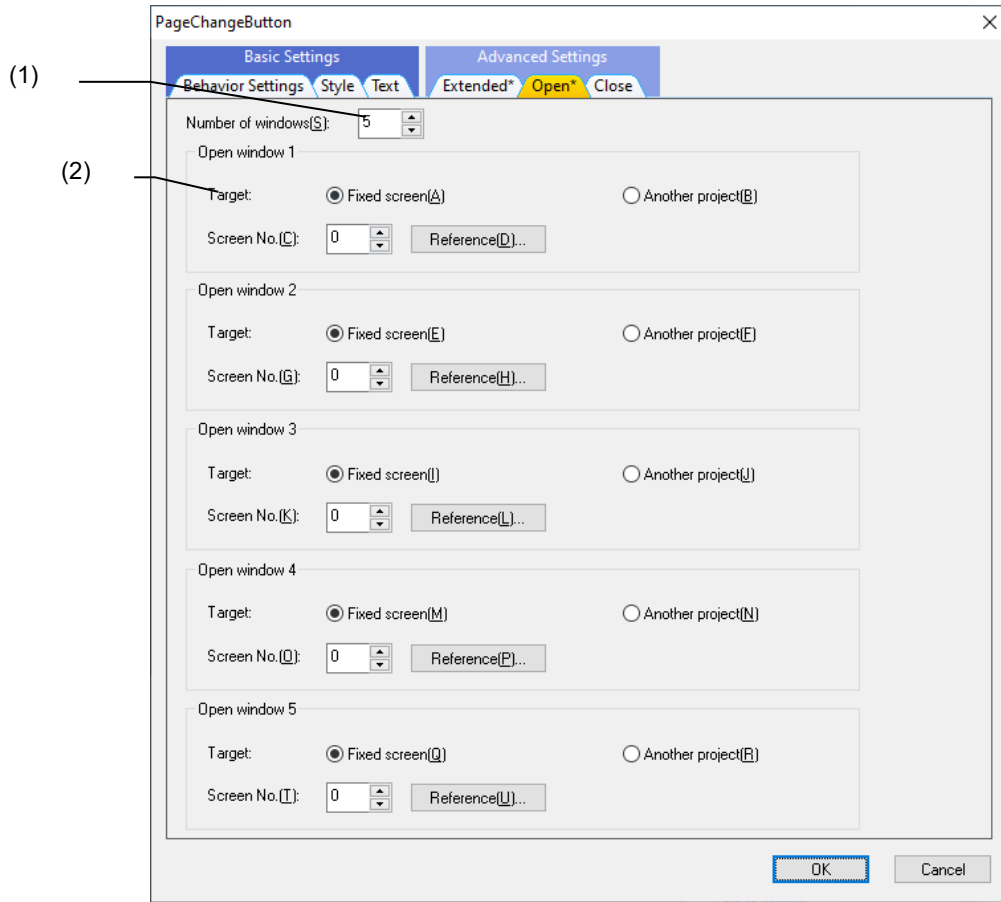 PageChangeButton
Basic Settings Advanced Settings
(1)
Behavior Settings Style Text Extended* Open* Close
Number of windows(S): 5
Open window 1
(2)
Target: Fixed screen(A) Another project(B)
Screen No.(C): 0 Reference(D)...
Open window 2
Target: Fixed screen(E) Another project(F)
Screen No.(G): 0 Reference(H)...
Open window 3
Target: Fixed screen(I) Another project(J)
Screen No.(K): 0 Reference(L)...
Open window 4
Target: Fixed screen(M) Another project(N)
Screen No.(O): 0 Reference(P)...
Open window 5
Target: Fixed screen(Q) Another project(R)
Screen No.(T): 0 Reference(U)...
OK Cancel